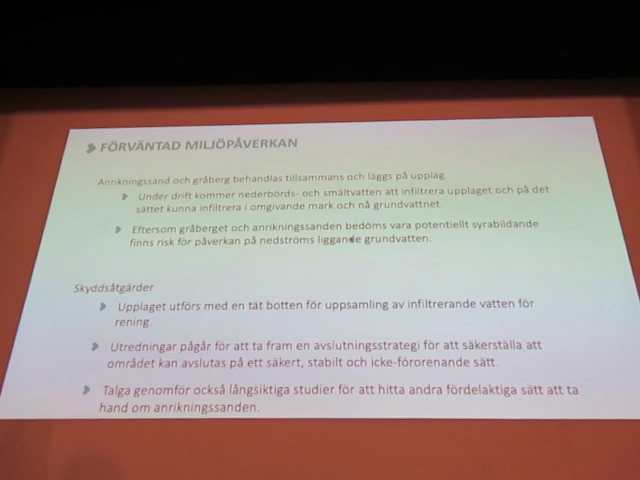 FÖRVÄNTAD MILJÖPÅVERKAN
Anrikningssand och gråberg behandlas tillsammans och läggs på upplag.
Under drift kommer nederbörds- och smältvatten att infiltrera upplaget och på det
sättet kunna infiltrera i omgivande mark och nå grundvattnet.
Eftersom gråberget och anrikningssanden bedöms vara potentiellt syrabildande
finns risk för påverkan på nedströms liggande grundvatten.
Skyddsåtgärder
Upplaget utförs med en tät botten för uppsamling av infiltrerande vatten för
rening.
Utredningar pågår för att ta fram en avslutningsstrategi för att säkerställa att
området kan avslutas på ett säkert, stabilt och icke-förorenande sätt.
Talga genomför också långsiktiga studier för att hitta andra fördelaktiga sätt att ta
hand om anrikningssanden.